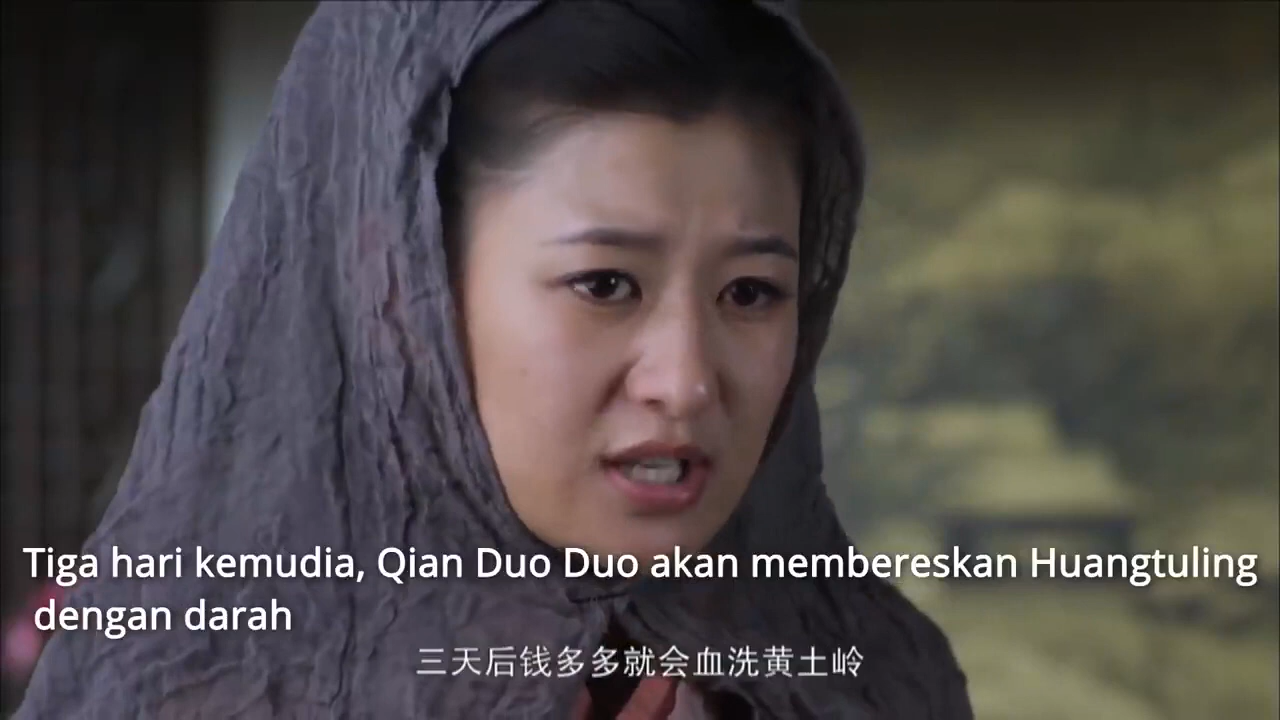 Tiga hari kemudia, Qian Duo Duo akan membereskan Huangtuling
dengan darah
三天后钱多多就会血洗黄土岭